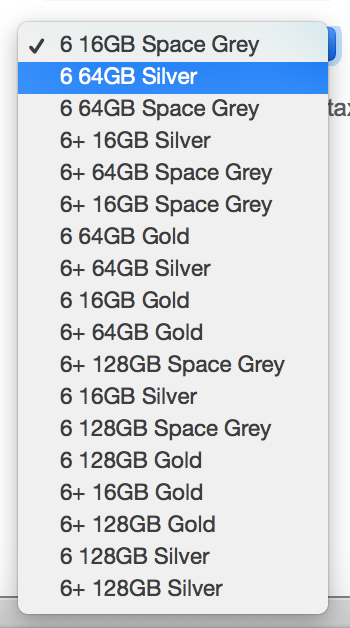 6 16GB Space Grey
6 64GB Silver
6 64GB Space Grey
6+ 16GB Silver
6+ 64GB Space Grey
6+ 16GB Space Grey
6 64GB Gold
6+ 64GB Silver
6 16GB Gold
6+ 64GB Gold
6+ 128GB Space Grey
6 16GB Silver
6 128GB Space Grey
6 128GB Gold
6+ 16GB Gold
6+ 128GB Gold
6 128GB Silver
6+ 128GB Silver